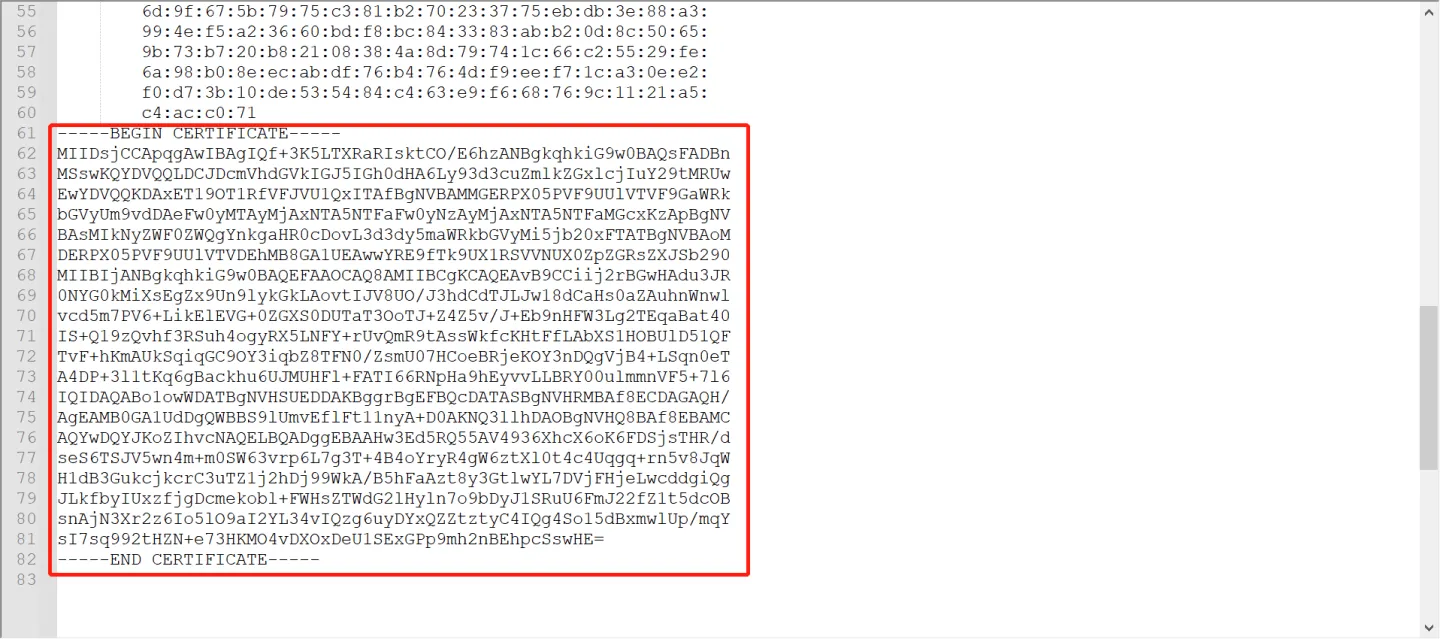 55 6d:9f:67:5b:79:75:c3:81:b2:70:23:37:75:eb:db:3e:88:a3:
56 99:4e:f5:a2:36:60:bd:f8:bc:84:33:83:ab:b2:0d:8c:50:65:
57 9b:73:b7:20:b8:21:08:38:4a:8d:79:74:1c:66:c2:55:29:fe:
58 6a:98:b0:8e:ec:ab:df:76:b4:76:4d:f9:ee:f7:1c:a3:0e:e2:
59 f0:d7:3b:10:de:53:54:84:c4:63:e9:f6:68:76:9c:11:21:a5:
60 c4:ac:c0:71
61 -----BEGIN CERTIFICATE-----
62 MIIDsjCCApqgAwIBAgIQf+3K5LTXRaRIsktCO/E6hzANBgkqhkiG9w0BAQsFADBn
63 MSswKQYDVQQLDCJDcmVhdGVkIGJ5IGh0dHA6Ly93d3cuZmlkZGxlcjIuY29tMRUw
64 EwYDVQQKDAxET19OT1RfVFJVU1QxITAfBgNVBAMMGERPX05PVF9UUlVTVF9GaWRk
65 bGVyUm9vdDAeFw0yMTAyMjAxNTA5NTFaFw0yNzAyMjAxNTA5NTFaMGcxKzApBgNV
66 BAsMIkNyZWF0ZWQgYnkgaHR0cDovL3d3dy5maWRkbGVyMi5jb20xFTATBgNVBAoM
67 DERPX05PVF9UUlVTVDEhMB8GA1UEAwwYRE9fTk9UX1RSVVNUX0ZpZGRsZXJSb290
68 MIIBIjANBgkqhkiG9w0BAQEFAAOCAQ8AMIIBCgKCAQEAvB9CCiij2rBGwHAdu3JR
69 0NYG0kMiXsEgZx9Un9lykGkLAovtIJV8UO/J3hdCdTJLJw18dCaHs0aZAuhnWnwl
70 vcd5m7PV6+LikElEVG+0ZGXS0DUTaT3OoTJ+Z4Z5v/J+Eb9nHFW3Lg2TEqaBat40
71 IS+Q19zQvhf3RSuh4ogyRX5LNFY+rUvQmR9tAssWkfcKHtFfLAbXS1HOBUlD51QF
72 TvF+hKmAUkSqiqGC9OY3iqbZ8TFN0/ZsmU07HCoeBRjeKOY3nDQgVjB4+LSqn0eT
73 A4DP+3l1tKq6gBackhu6UJMUHFl+FATI66RNpHa9hEyvvLLBRY00ulmmnVF5+7l6
74 IQIDAQABo1owWDATBgNVHSUEDDAKBggrBgEFBQcDATASBgNVHRMBAf8ECDAGAQH/
75 AgEAMB0GA1UdDgQWBBS9lUmvEflFt11nyA+D0AKNQ3llhDAOBgNVHQ8BAf8EBAMC
76 AQYwDQYJKoZIhvcNAQELBQADggEBAAHw3Ed5RQ55AV4936XhcX6oK6FDSjsTHR/d
77 seS6TSJV5wn4m+m0SW63vrp6L7g3T+4B4oYryR4gW6ztXl0t4c4Uqgq+rn5v8JqW
78 H1dB3GukcjkcrC3uTZ1j2hDj99WkA/B5hFaAzt8y3GtlwYL7DVjFHjeLwcddgiQg
79 JLkfbyIUxzfjgDcmekobl+FWHsZTWdG2lHyln7o9bDyJ1SRuU6FmJ22fZ1t5dcOB
80 snAjN3Xr2z6Io5lO9aI2YL34vIQzg6uyDYxQZZtztyC4IQg4So15dBxmwlUp/mqY
81 sI7sq992tHZN+e73HKMO4vDXOxDeU1SExGPp9mh2nBEhpcSswHE=
82 -----END CERTIFICATE-----
83